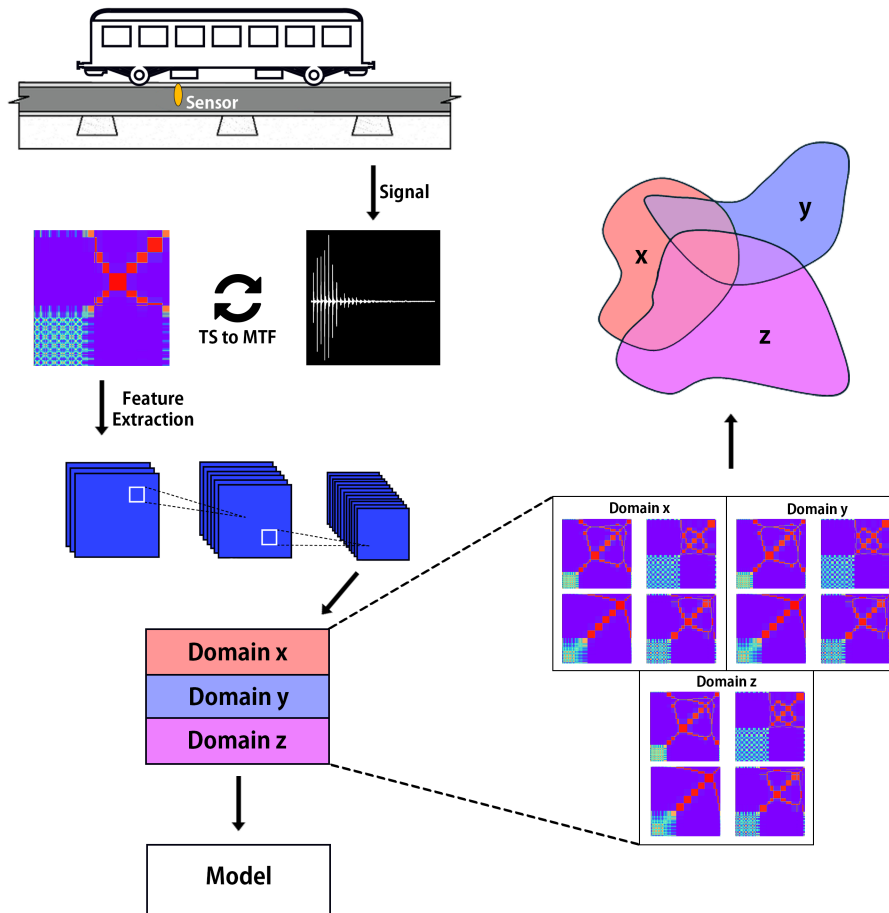 Sensor
Signal
TS to MTF
Feature
Extraction
x
y
z
Domain x
Domain y
Domain z
Domain x
Domain y
Domain z
Model